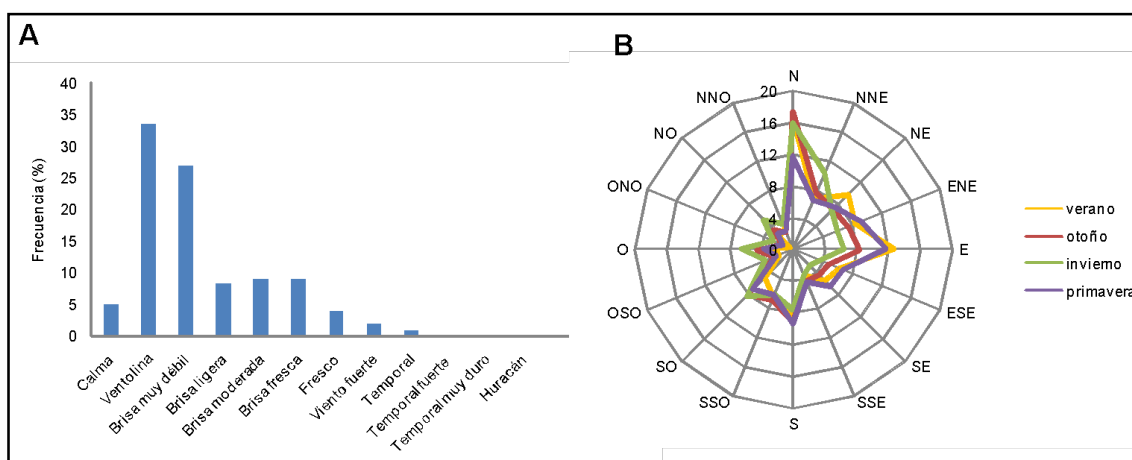 A
Frecuencia (%)
40
35
30
25
20
15
10
5
0
Calma
Ventolina
Brisa muy débil
Brisa ligera
Brisa moderada
Brisa fresca
Fresco
Viento fuerte
Temporal
Temporal fuerte
Temporal muy duro
Huracán
B
N
NNE
NE
ENE
E
ESE
SE
SSE
S
SSO
SO
OSO
O
ONO
NO
NNO
20
16
12
8
4
0
verano
otoño
invierno
primavera